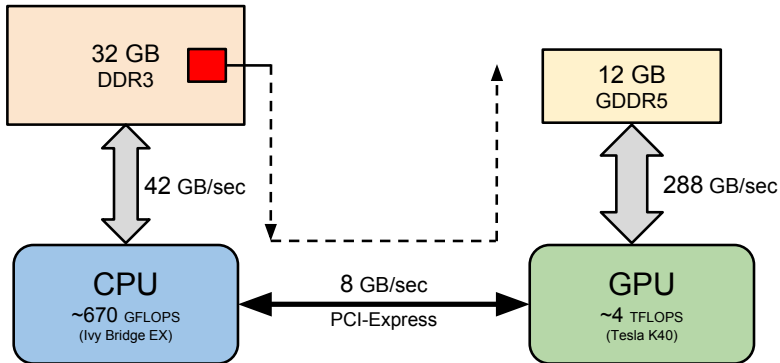 32 GB
DDR3
12 GB
GDDR5
42 GB/sec
288 GB/sec
CPU
~670 GFLOPS
(Ivy Bridge EX)
8 GB/sec
PCI-Express
GPU
~4 TFLOPS
(Tesla K40)